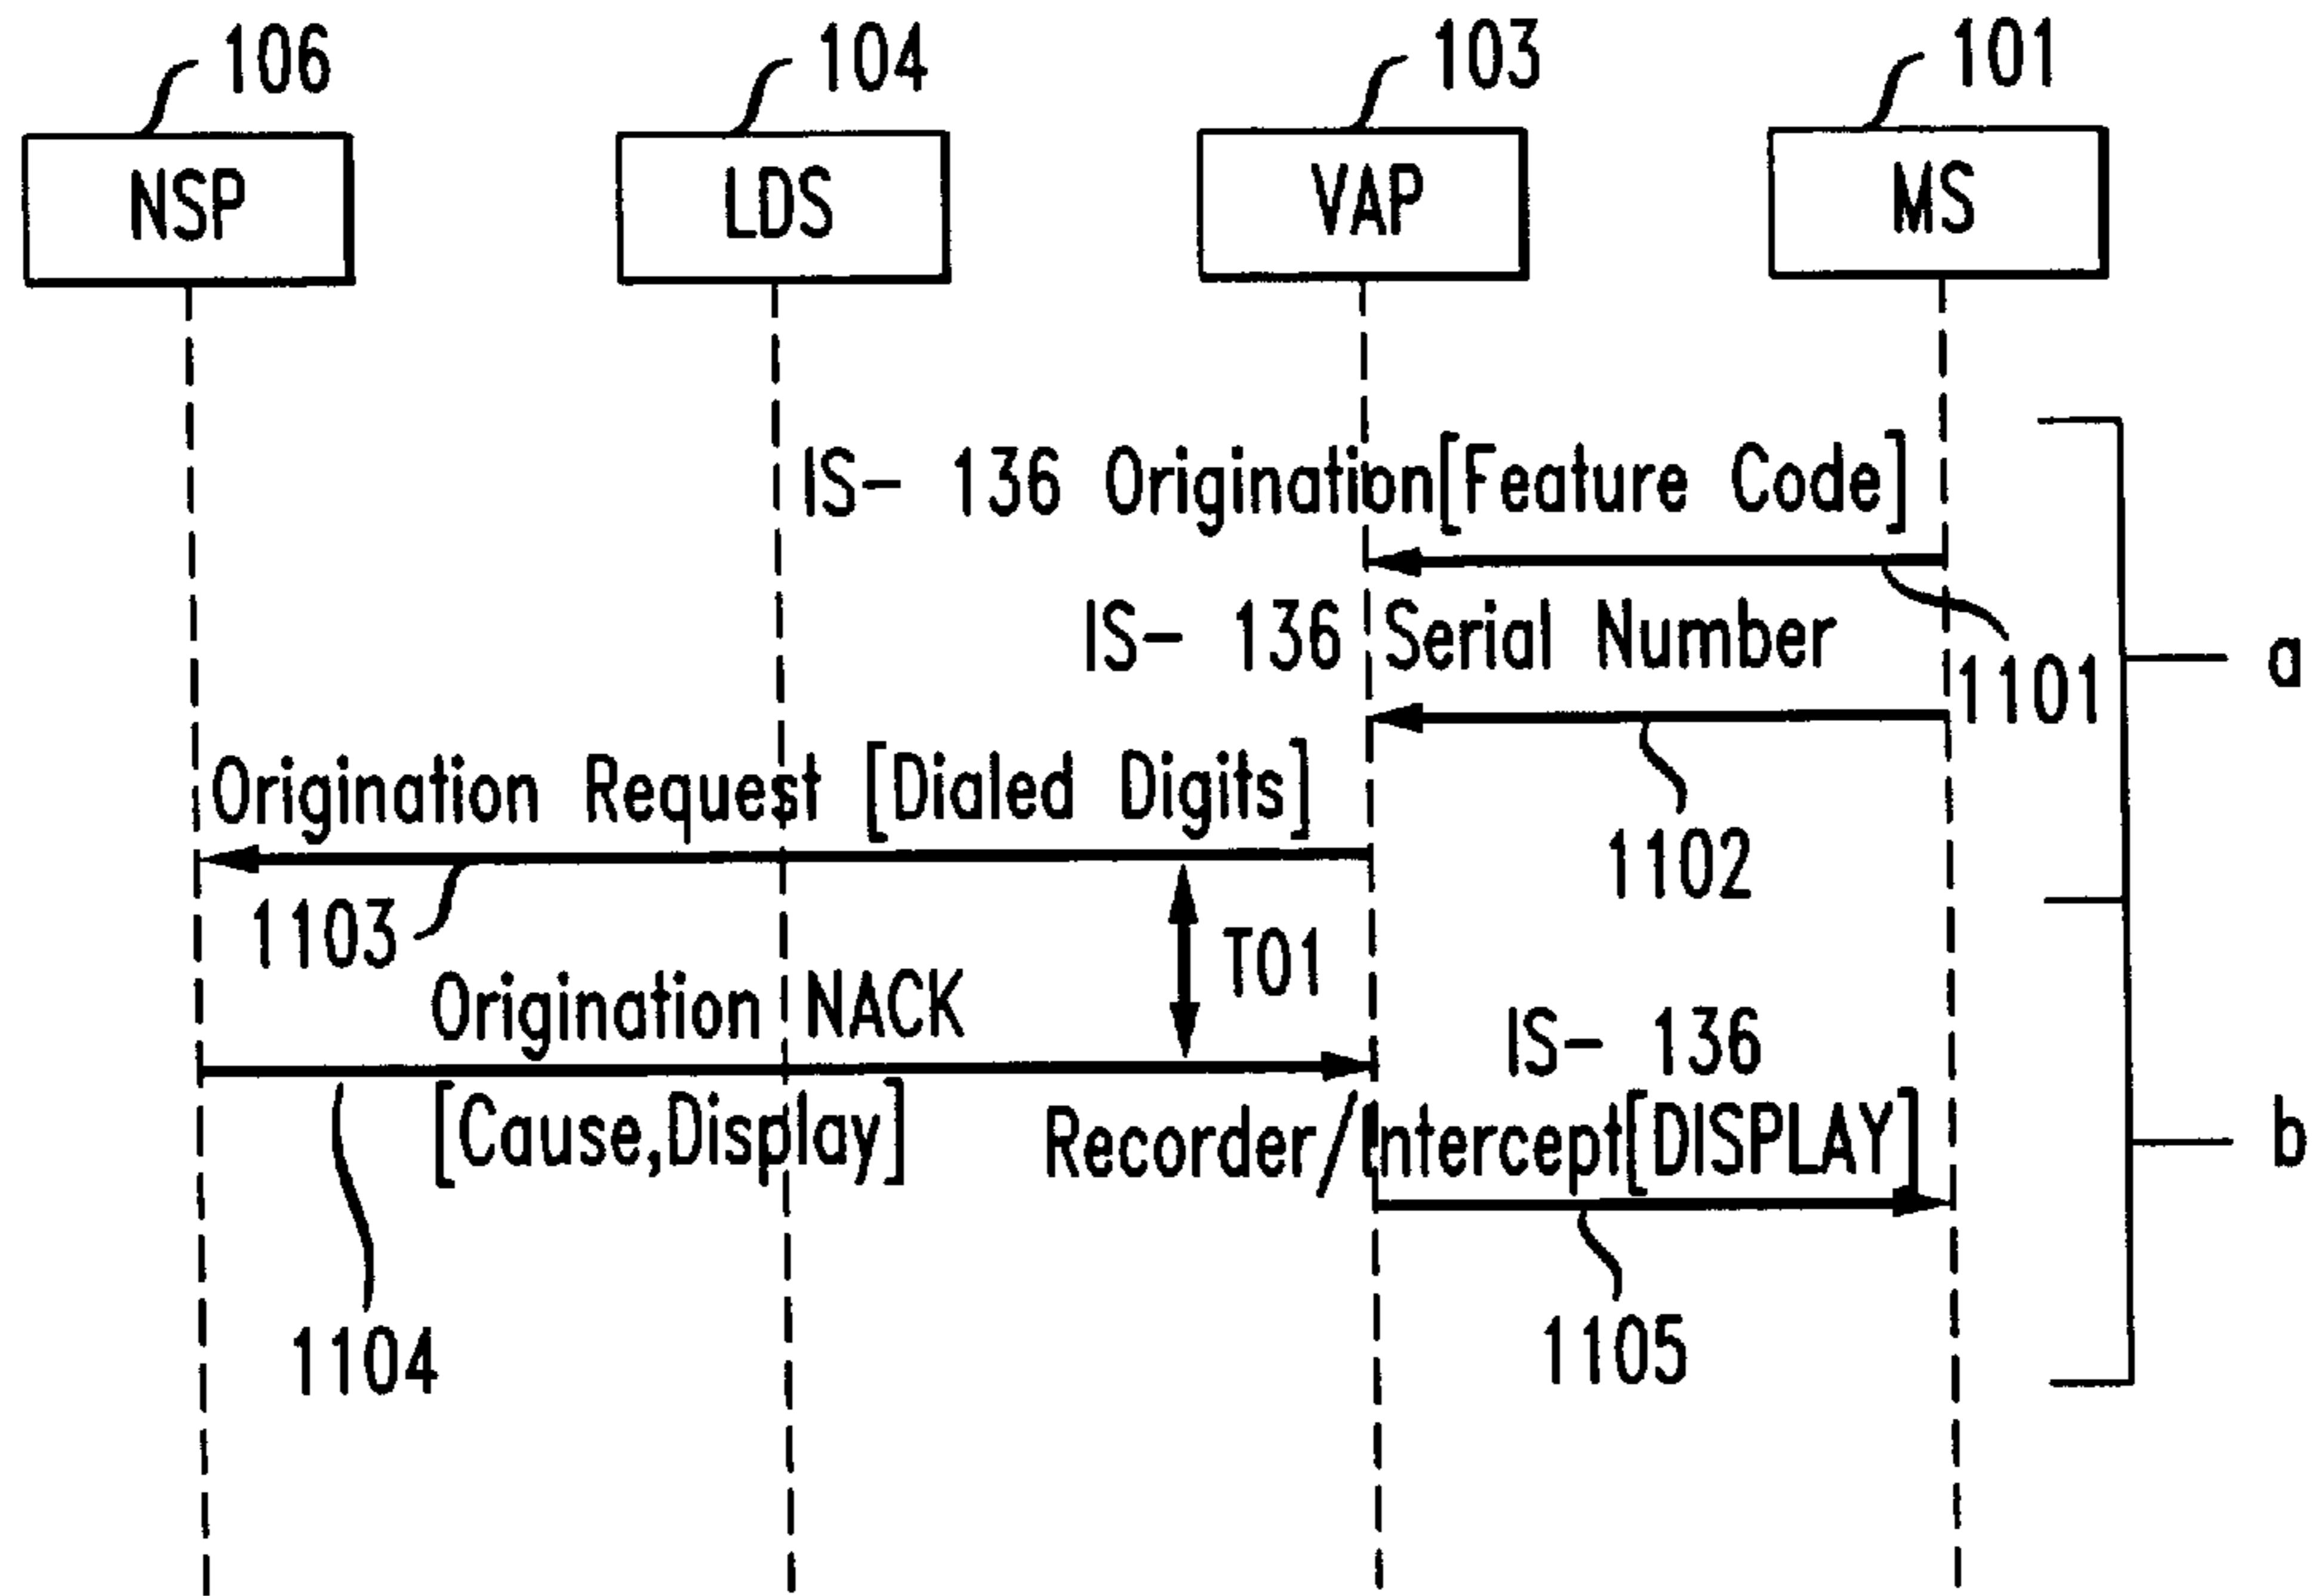 106
104
103
101
NSP
LDS
VAP
MS
IS- 136 Origination[Feature Code]
IS- 136 Serial Number
1101
a
Origination Request [Dialed Digits]
1102
1103
TO1
Origination NACK
IS- 136
[Cause,Display]
Recorder/Intercept[DISPLAY]
b
1104
1105